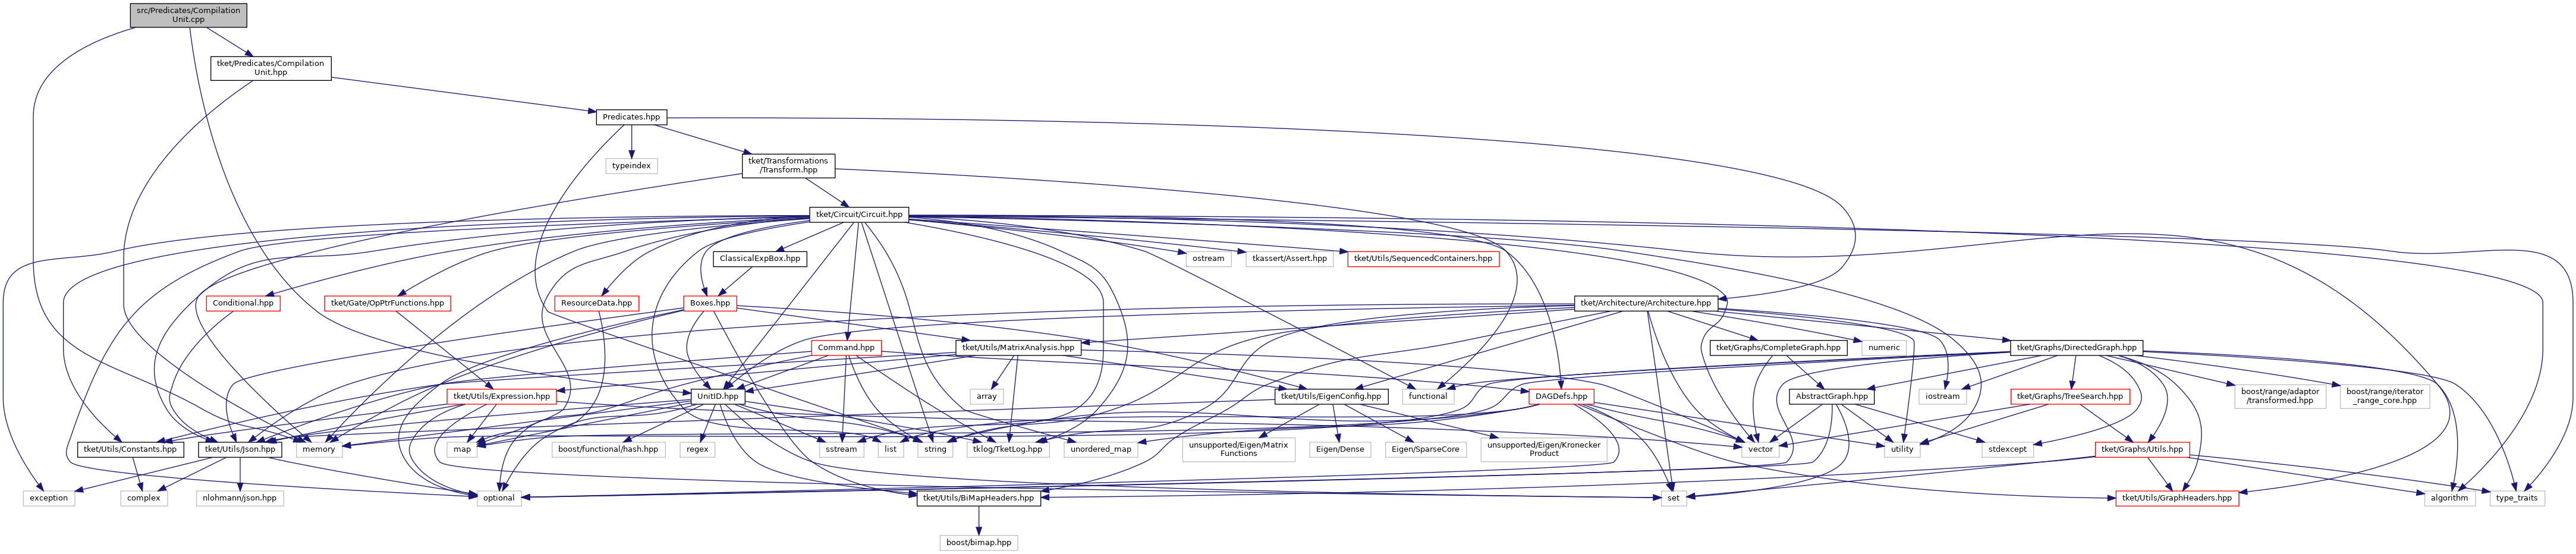 src/Predicates/Compilation
Unit.cpp
tket/Predicates/Compilation
Unit.hpp
Predicates.hpp
typeindex
tket/Transformations
/Transform.hpp
tket/Circuit/Circuit.hpp
ClassicalExpBox.hpp
ostream
tkassert/Assert.hpp
tket/Utils/SequencedContainers.hpp
Conditional.hpp
tket/Gate/OpPtrFunctions.hpp
ResourceData.hpp
Boxes.hpp
tket/Architecture/Architecture.hpp
Command.hpp
tket/Utils/MatrixAnalysis.hpp
tket/Graphs/CompleteGraph.hpp
numeric
tket/Graphs/DirectedGraph.hpp
tket/Utils/Expression.hpp
UnitID.hpp
array
tket/Utils/EigenConfig.hpp
functional
DAGDefs.hpp
AbstractGraph.hpp
iostream
tket/Graphs/TreeSearch.hpp
boost/range/adaptor
/transformed.hpp
boost/range/iterator
_range_core.hpp
tket/Utils/Constants.hpp
tket/Utils/Json.hpp
memory
map
boost/functional/hash.hpp
regex
sstream
list
string
tklog/TketLog.hpp
unordered_map
unsupported/Eigen/Matrix
Functions
Eigen/Dense
Eigen/SparseCore
unsupported/Eigen/Kronecker
Product
vector
utility
stdexcept
tket/Graphs/Utils.hpp
exception
complex
nlohmann/json.hpp
optional
tket/Utils/BiMapHeaders.hpp
set
tket/Utils/GraphHeaders.hpp
algorithm
type_traits
boost/bimap.hpp